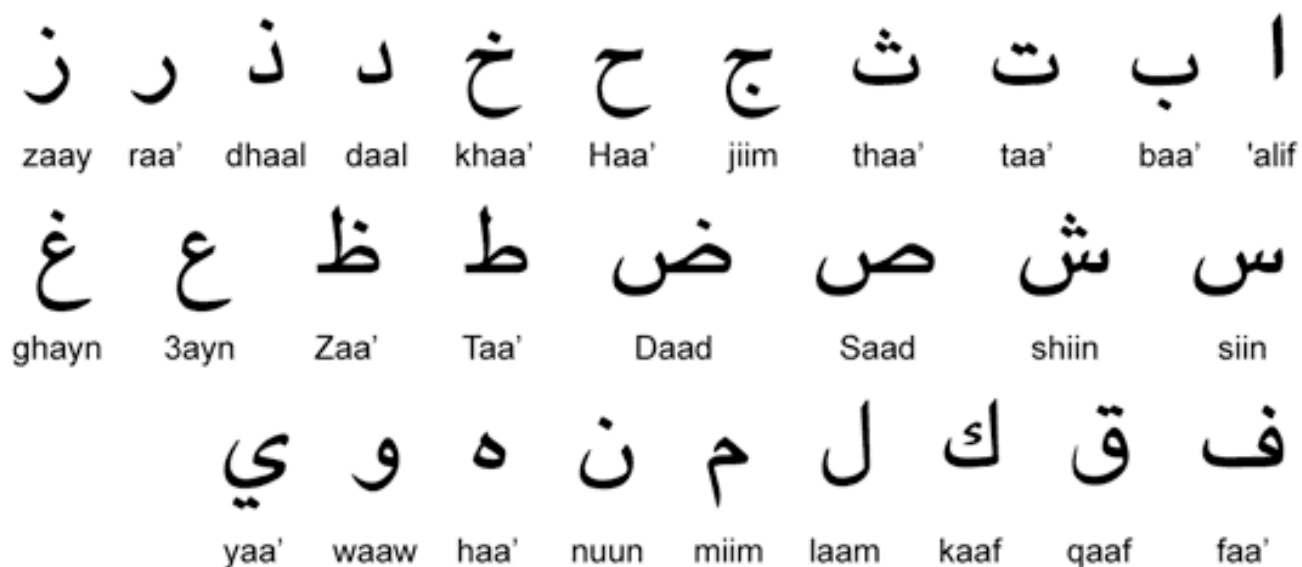 ا ب ت ث ج ح خ د ذ ر ز
'alif baa’ taa’ thaa’ jiim Haa’ khaa’ daal dhaal raa’ zaay
س ش ص ض ط ظ ع غ
siin shiin Saad Daad Taa’ Zaa’ 3ayn ghayn
ف ق ك ل م ن ه و ي
faa’ qaaf kaaf laam miim nuun haa’ waaw yaa’